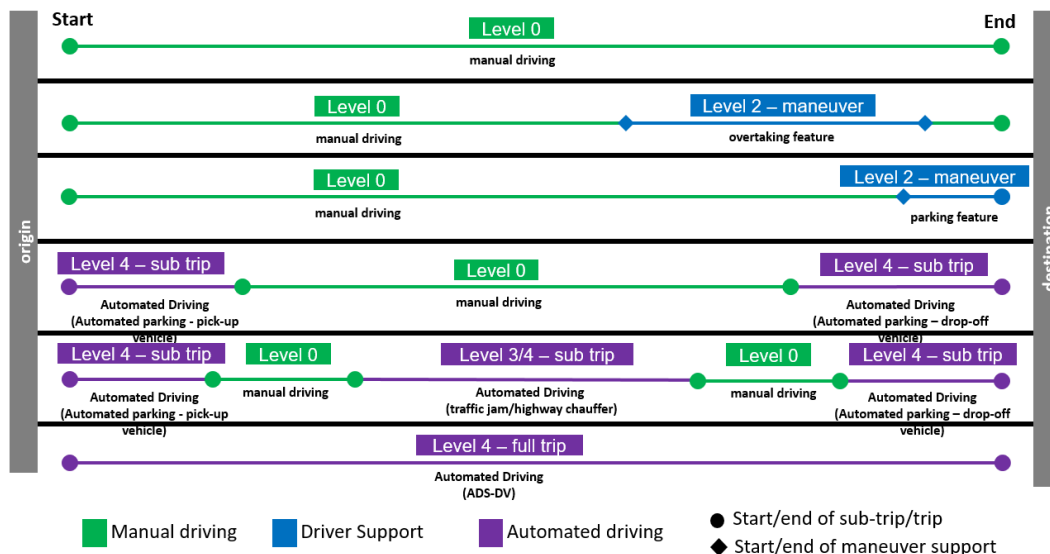 Start
End
Level 0
manual driving
Level 0
Level 2 – maneuver
manual driving
overtaking feature
Level 0
Level 2 – maneuver
manual driving
parking feature
origin
destination
Level 4 – sub trip
Level 0
Level 4 – sub trip
Automated Driving
(Automated parking - pick-up
vehicle)
manual driving
Automated Driving
(Automated parking – drop-off
vehicle)
Level 4 – sub trip
Level 0
Level 3/4 – sub trip
Level 0
Level 4 – sub trip
Automated Driving
(Automated parking - pick-up
vehicle)
manual driving
Automated Driving
(traffic jam/highway chauffer)
manual driving
Automated Driving
(Automated parking – drop-off
vehicle)
Level 4 – full trip
Automated Driving
(ADS-DV)
Manual driving
Driver Support
Automated driving
Start/end of sub-trip/trip
Start/end of maneuver support